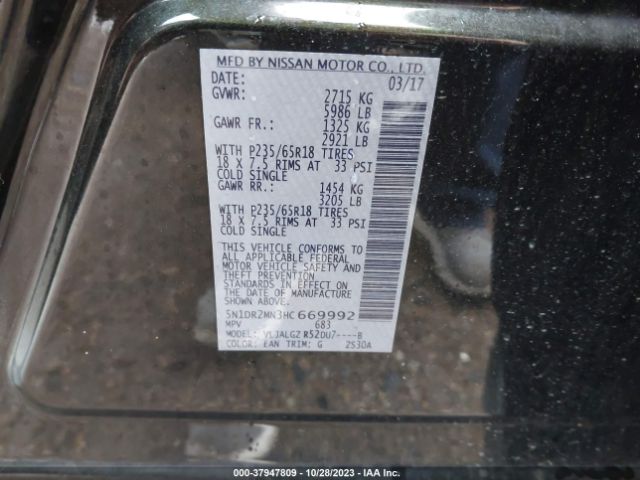 MFD BY NISSAN MOTOR CO., LTD.
DATE: 03/17
GVWR: 2715 KG
5986 LB
GAWR FR.: 1325 KG
2921 LB
WITH P235/65R18 TIRES
18 X 7.5 RIMS AT 33 PSI
COLD SINGLE
GAWR RR.: 1454 KG
3205 LB
WITH P235/65R18 TIRES
18 X 7.5 RIMS AT 33 PSI
COLD SINGLE
THIS VEHICLE CONFORMS TO
ALL APPLICABLE FEDERAL
MOTOR VEHICLE SAFETY AND
THEFT PREVENTION
STANDARDS IN EFFECT ON
THE DATE OF MANUFACTURE
SHOWN ABOVE.
5N1DR2MN3HC669992
MPV 683
MODEL: R52DU7----B
COLOR: EAN TRIM: G 2530A
000-37947809 | 10/28/2023 | IAA Inc.